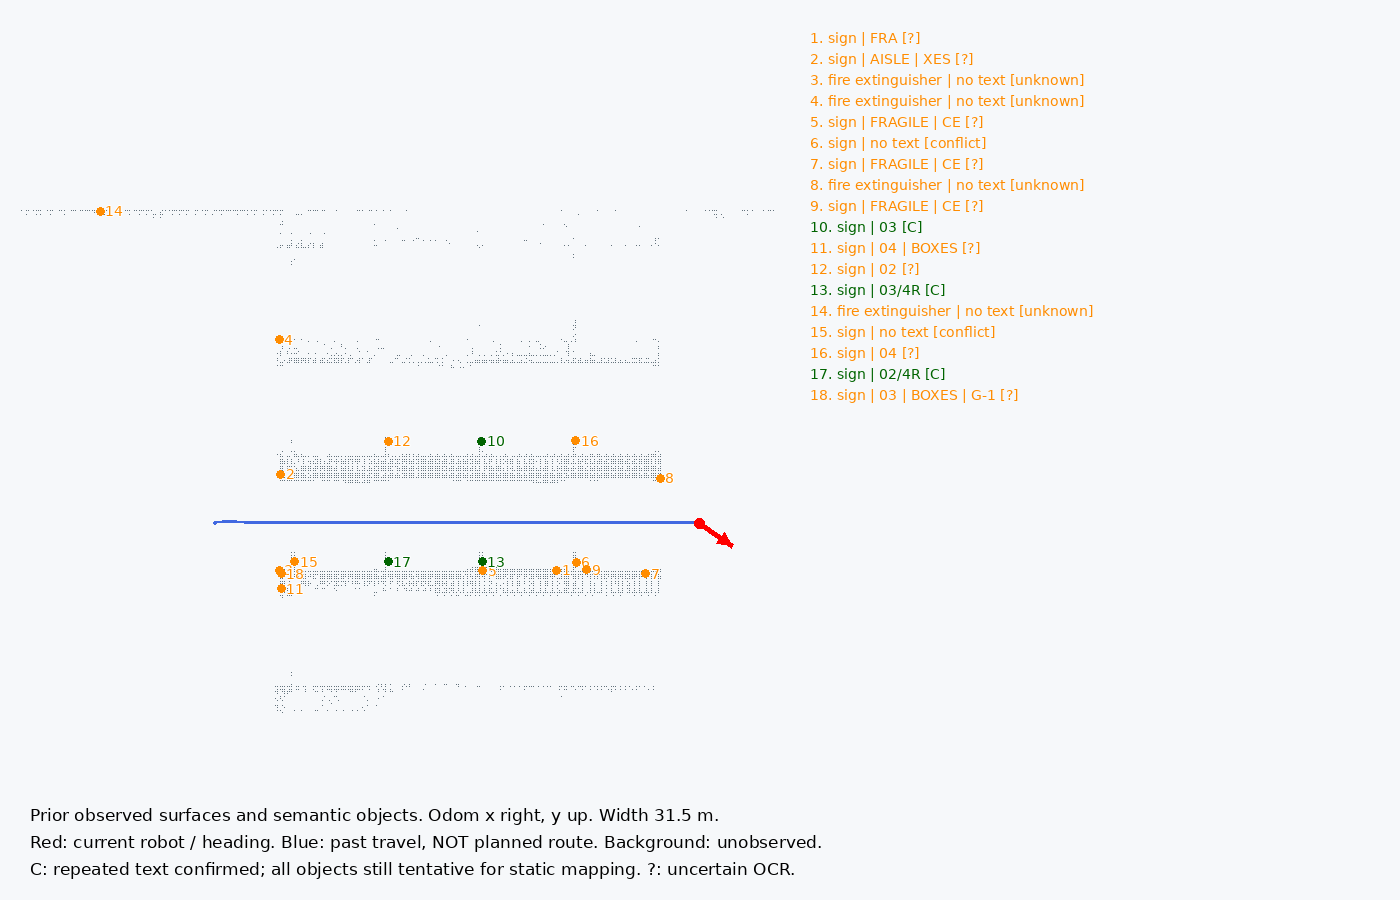 1. sign | FRA [?]
2. sign | AISLE | XES [?]
3. fire extinguisher | no text [unknown]
4. fire extinguisher | no text [unknown]
5. sign | FRAGILE | CE [?]
6. sign | no text [conflict]
7. sign | FRAGILE | CE [?]
8. fire extinguisher | no text [unknown]
9. sign | FRAGILE | CE [?]
10. sign | 03 [C]
11. sign | 04 | BOXES [?]
12. sign | 02 [?]
13. sign | 03/4R [C]
14. fire extinguisher | no text [unknown]
15. sign | no text [conflict]
16. sign | 04 [?]
17. sign | 02/4R [C]
18. sign | 03 | BOXES | G-1 [?]
14
4
12 10 16
2 8
15 17 13 6
18 5 1 9 7
11
Prior observed surfaces and semantic objects. Odom x right, y up. Width 31.5 m.
Red: current robot / heading. Blue: past travel, NOT planned route. Background: unobserved.
C: repeated text confirmed; all objects still tentative for static mapping. ?: uncertain OCR.